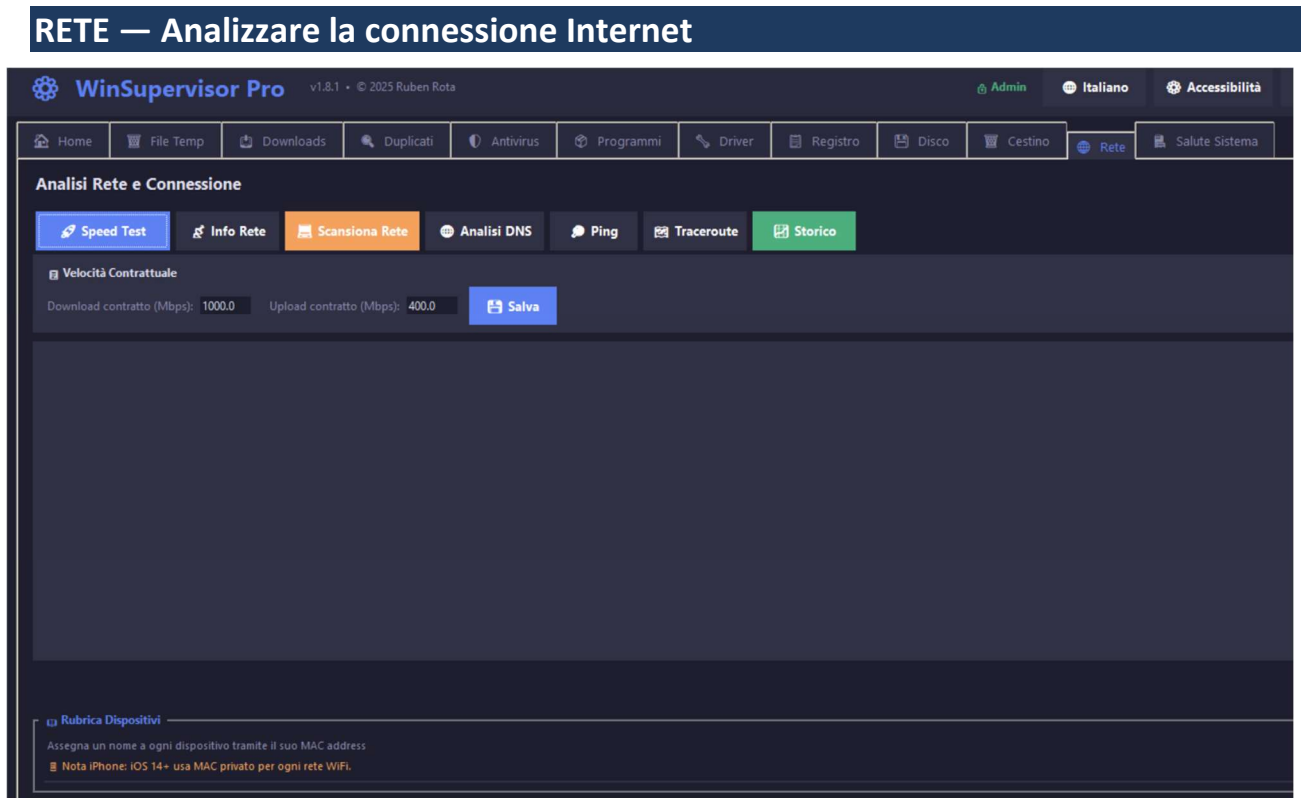 RETE — Analizzare la connessione Internet
WinSupervisor Pro v1.8.1 • © 2025 Ruben Rota Admin Italiano Accessibilità
Home File Temp Downloads Duplicati Antivirus Programmi Driver Registro Disco Cestino Rete Salute Sistema
Analisi Rete e Connessione
Speed Test Info Rete Scansiona Rete Analisi DNS Ping Traceroute Storico
Velocità Contrattuale
Download contratto (Mbps): 1000.0 Upload contratto (Mbps): 400.0 Salva
Rubrica Dispositivi
Assegna un nome a ogni dispositivo tramite il suo MAC address
Nota iPhone: iOS 14+ usa MAC privato per ogni rete WiFi.